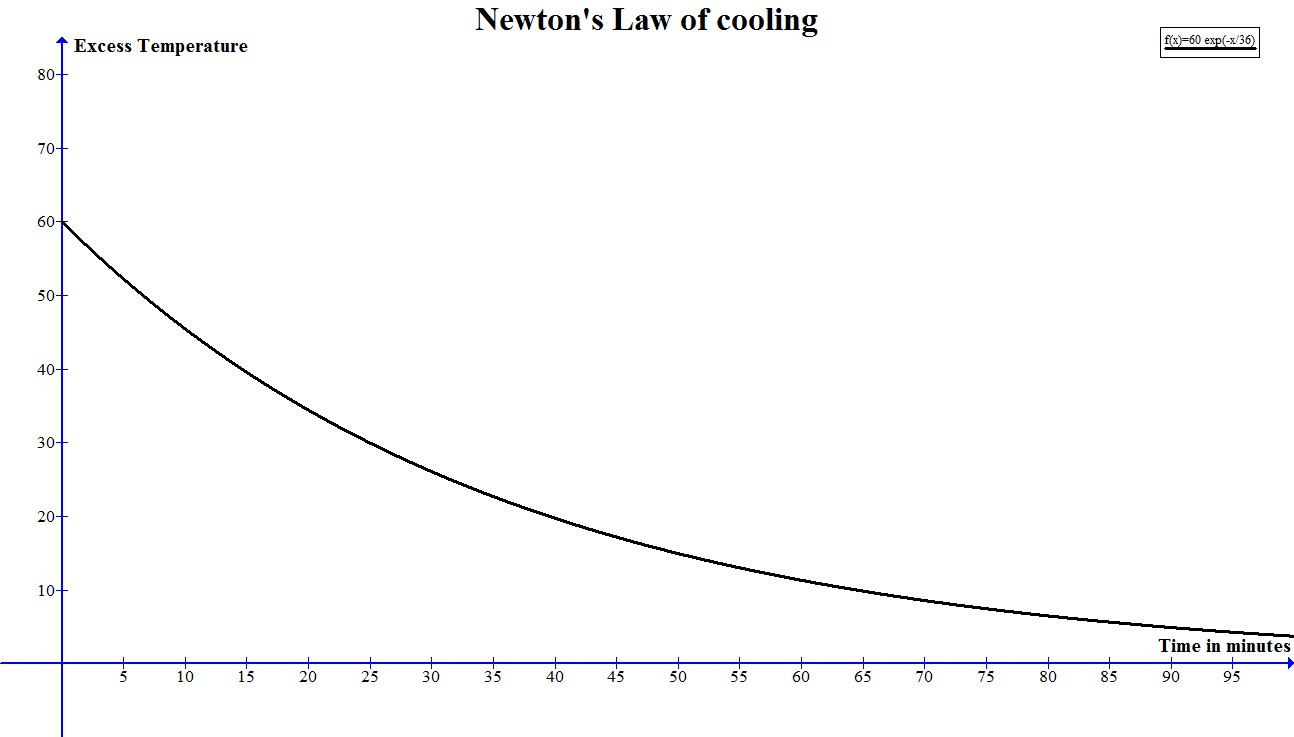 Newton's Law of cooling
Excess Temperature
f(x)=60 exp(-x/36)
80
70
60
50
40
30
20
10
Time in minutes
5 10 15 20 25 30 35 40 45 50 55 60 65 70 75 80 85 90 95